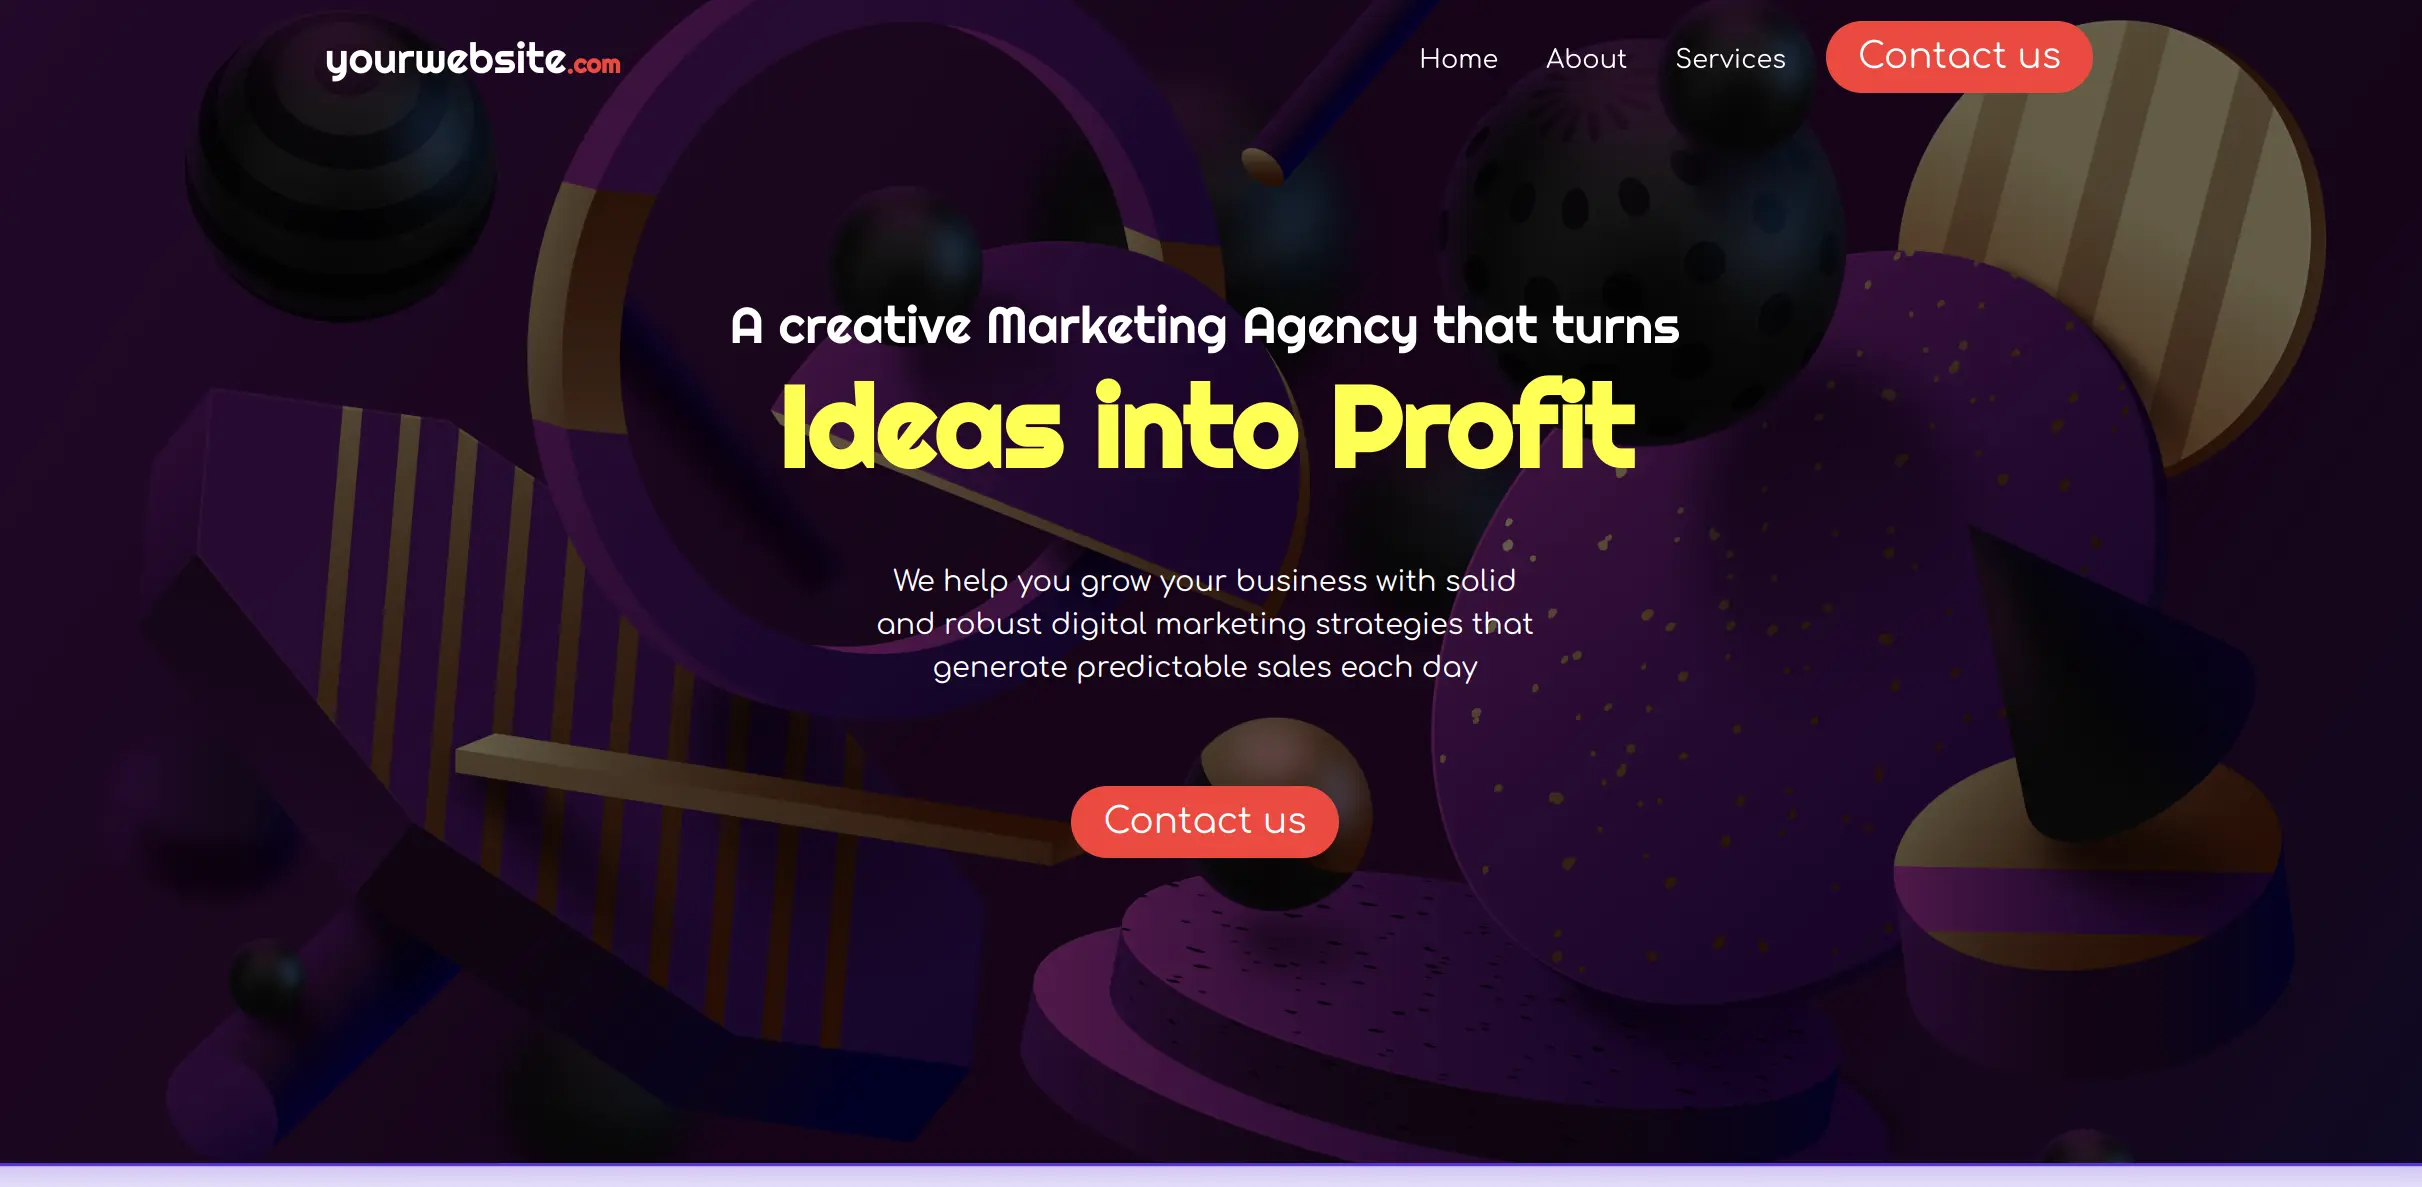 yourwebsite.com
Home
About
Services
Contact us
A creative Marketing Agency that turns
Ideas into Profit
We help you grow your business with solid
and robust digital marketing strategies that
generate predictable sales each day
Contact us